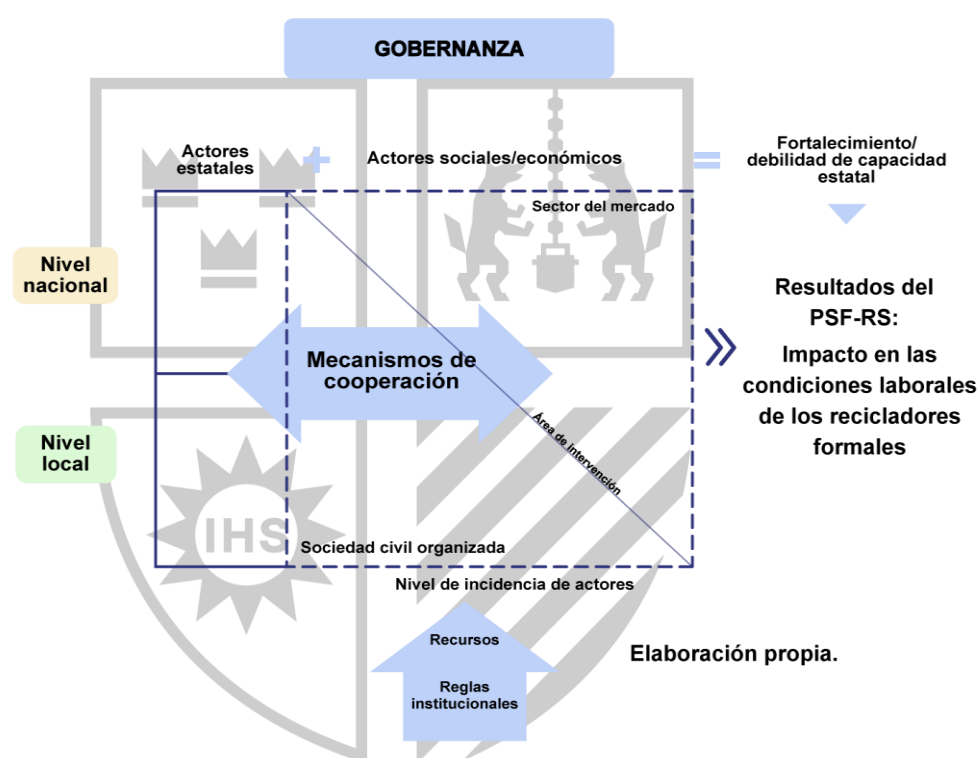 GOBERNANZA
Actores
estatales
Actores sociales/económicos
Fortalecimiento/
debilidad de capacidad
estatal
Sector del mercado
Nivel
nacional
Resultados del
PSF-RS:
Impacto en las
condiciones laborales
de los recicladores
formales
Mecanismos de
cooperación
Área de intervención
Nivel
local
IHS
Sociedad civil organizada
Nivel de incidencia de actores
Recursos
Reglas
institucionales
Elaboración propia.